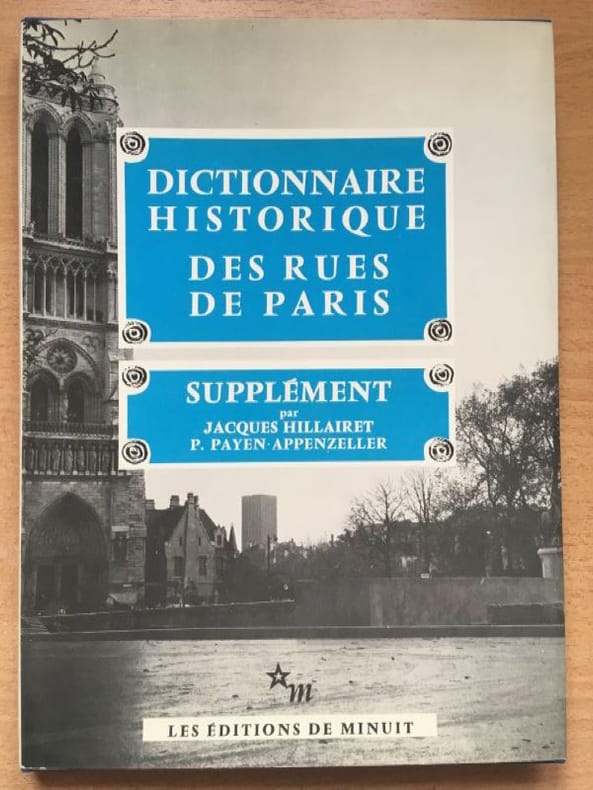 DICTIONNAIRE
HISTORIQUE
DES RUES
DE PARIS
SUPPLÉMENT
par
JACQUES HILLAIRET
P. PAYEN-APPENZELLER
m
LES ÉDITIONS DE MINUIT